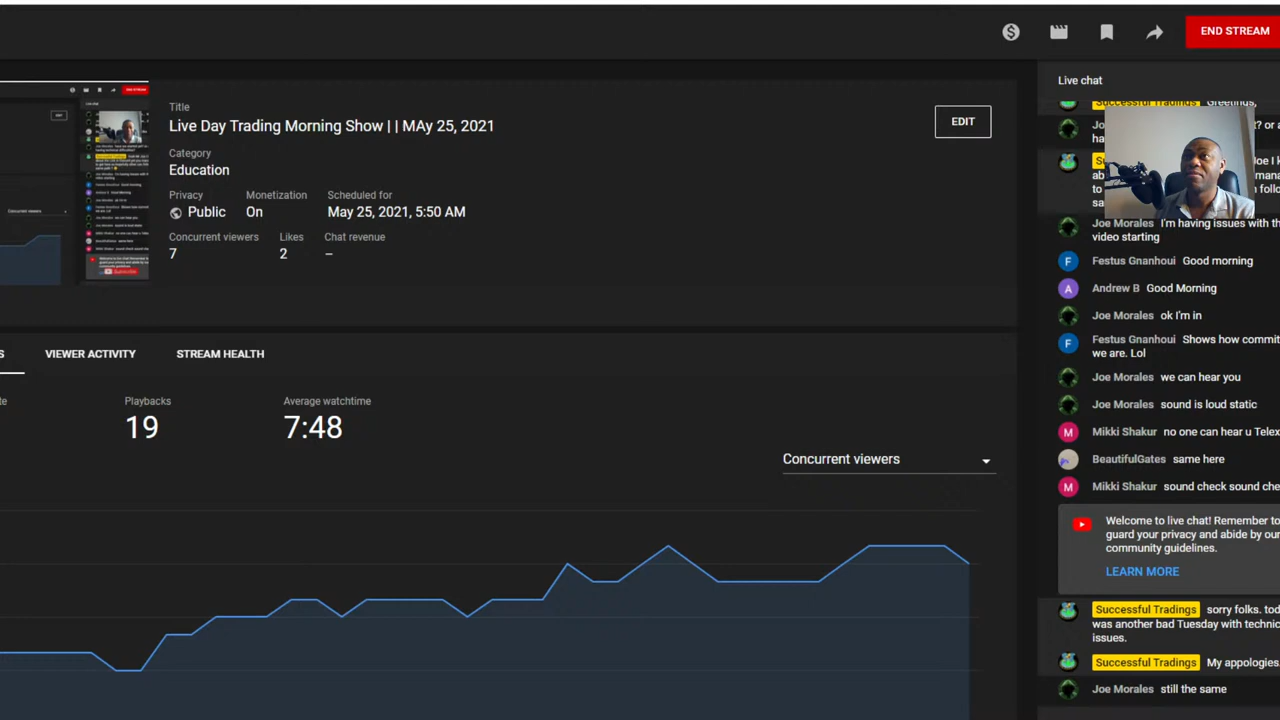 END STREAM
Live chat
Title
Live Day Trading Morning Show | | MAy 25, 2021
EDIT
Category
Education
Privacy
Monetization
Scheduled for
Public
On
May 25, 2021, 5:50 AM
Concurrent viewers
Likes
Chat revenue
7
2
–
VIEWER ACTIVITY
STREAM HEALTH
Playbacks
Average watchtime
19
7:48
Concurrent viewers
Successful Tradings Greetings,
I'm having issues with the
video starting
Festus Gnanhoui Good morning
Andrew B Good Morning
Joe Morales ok I'm in
Festus Gnanhoui Shows how commit
we are. Lol
Joe Morales we can hear you
Joe Morales sound is loud static
Mikki Shakur no one can hear u Telex
BeautifulGates same here
Mikki Shakur sound check sound che
Welcome to live chat! Remember to
guard your privacy and abide by our
community guidelines.
LEARN MORE
Successful Tradings sorry folks. tod
was another bad Tuesday with technic
issues.
Successful Tradings My appologies
Joe Morales still the same